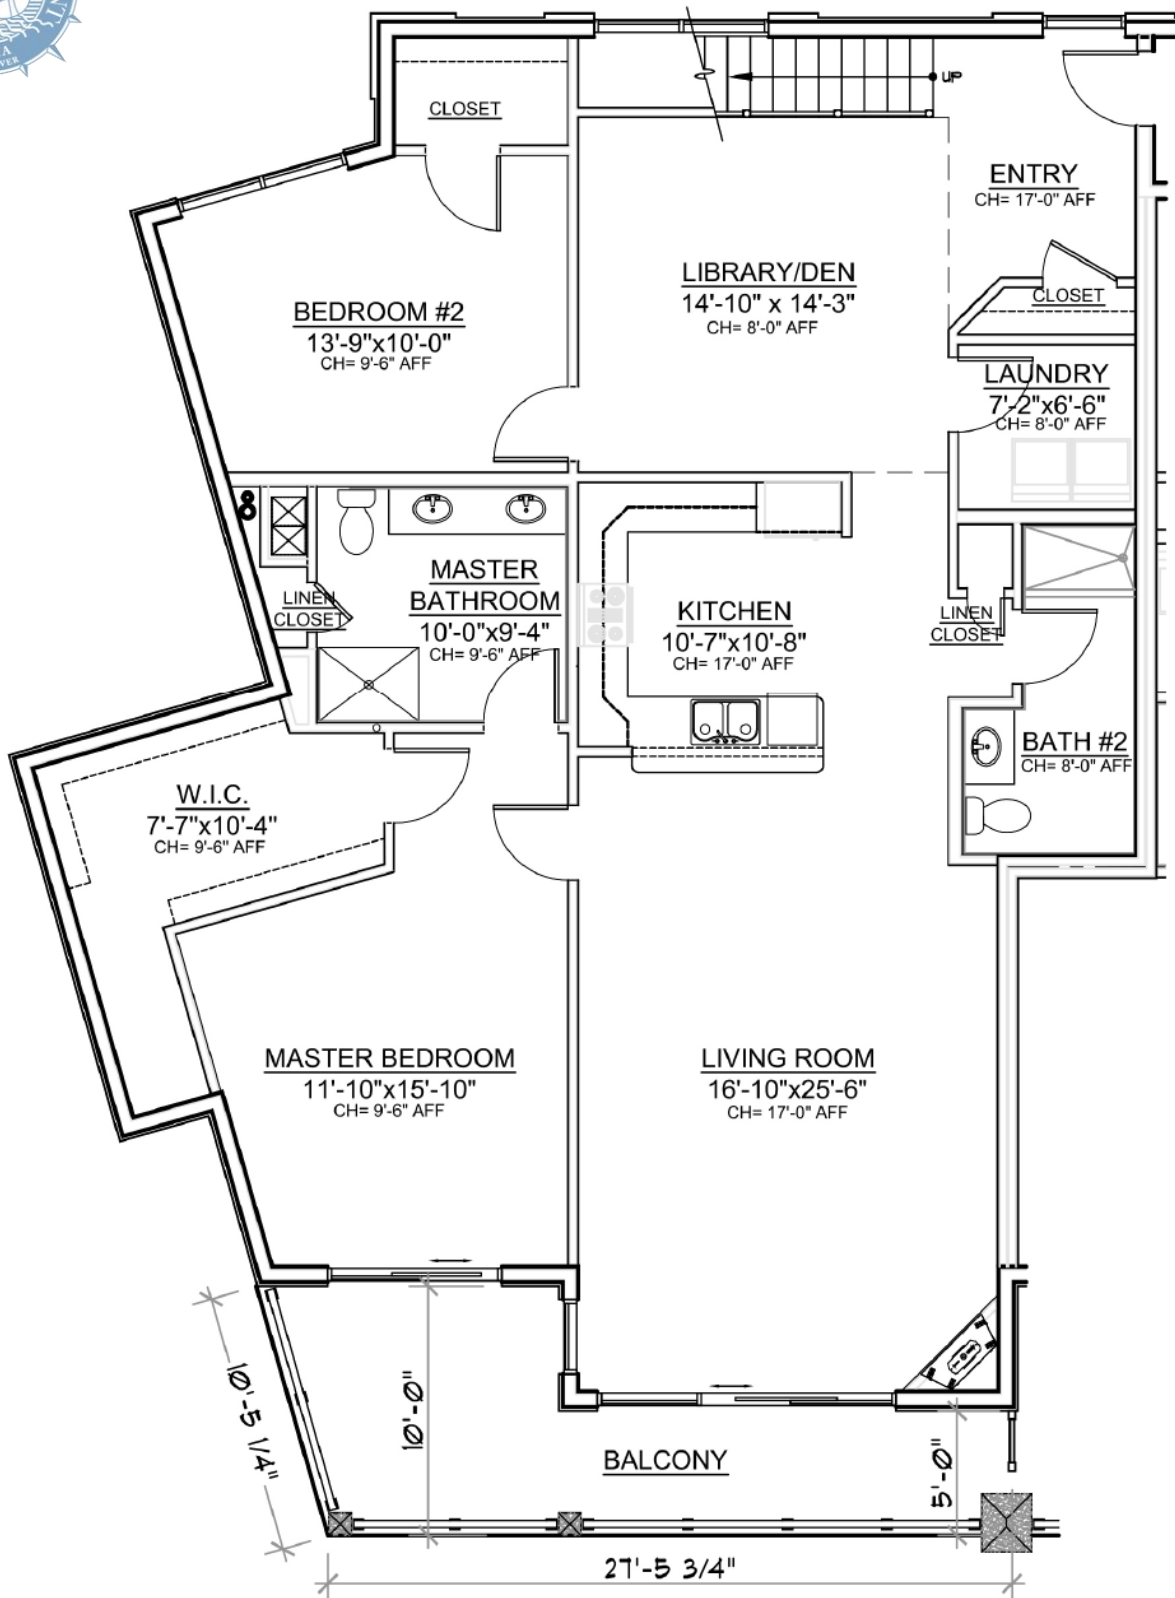 A
VER
NT
CLOSET
UP
ENTRY
CH= 17'-0" AFF
LIBRARY/DEN
14'-10" x 14'-3"
CH= 8'-0" AFF
CLOSET
BEDROOM #2
13'-9"x10'-0"
CH= 9'-6" AFF
LAUNDRY
7'-2"x6'-6"
CH= 8'-0" AFF
MASTER
BATHROOM
10'-0"x9'-4"
CH= 9'-6" AFF
LINEN
CLOSET
KITCHEN
10'-7"x10'-8"
CH= 17'-0" AFF
LINEN
CLOSET
BATH #2
CH= 8'-0" AFF
W.I.C.
7'-7"x10'-4"
CH= 9'-6" AFF
MASTER BEDROOM
11'-10"x15'-10"
CH= 9'-6" AFF
LIVING ROOM
16'-10"x25'-6"
CH= 17'-0" AFF
10'-5 1/4"
10'-0"
BALCONY
5'-0"
27'-5 3/4"